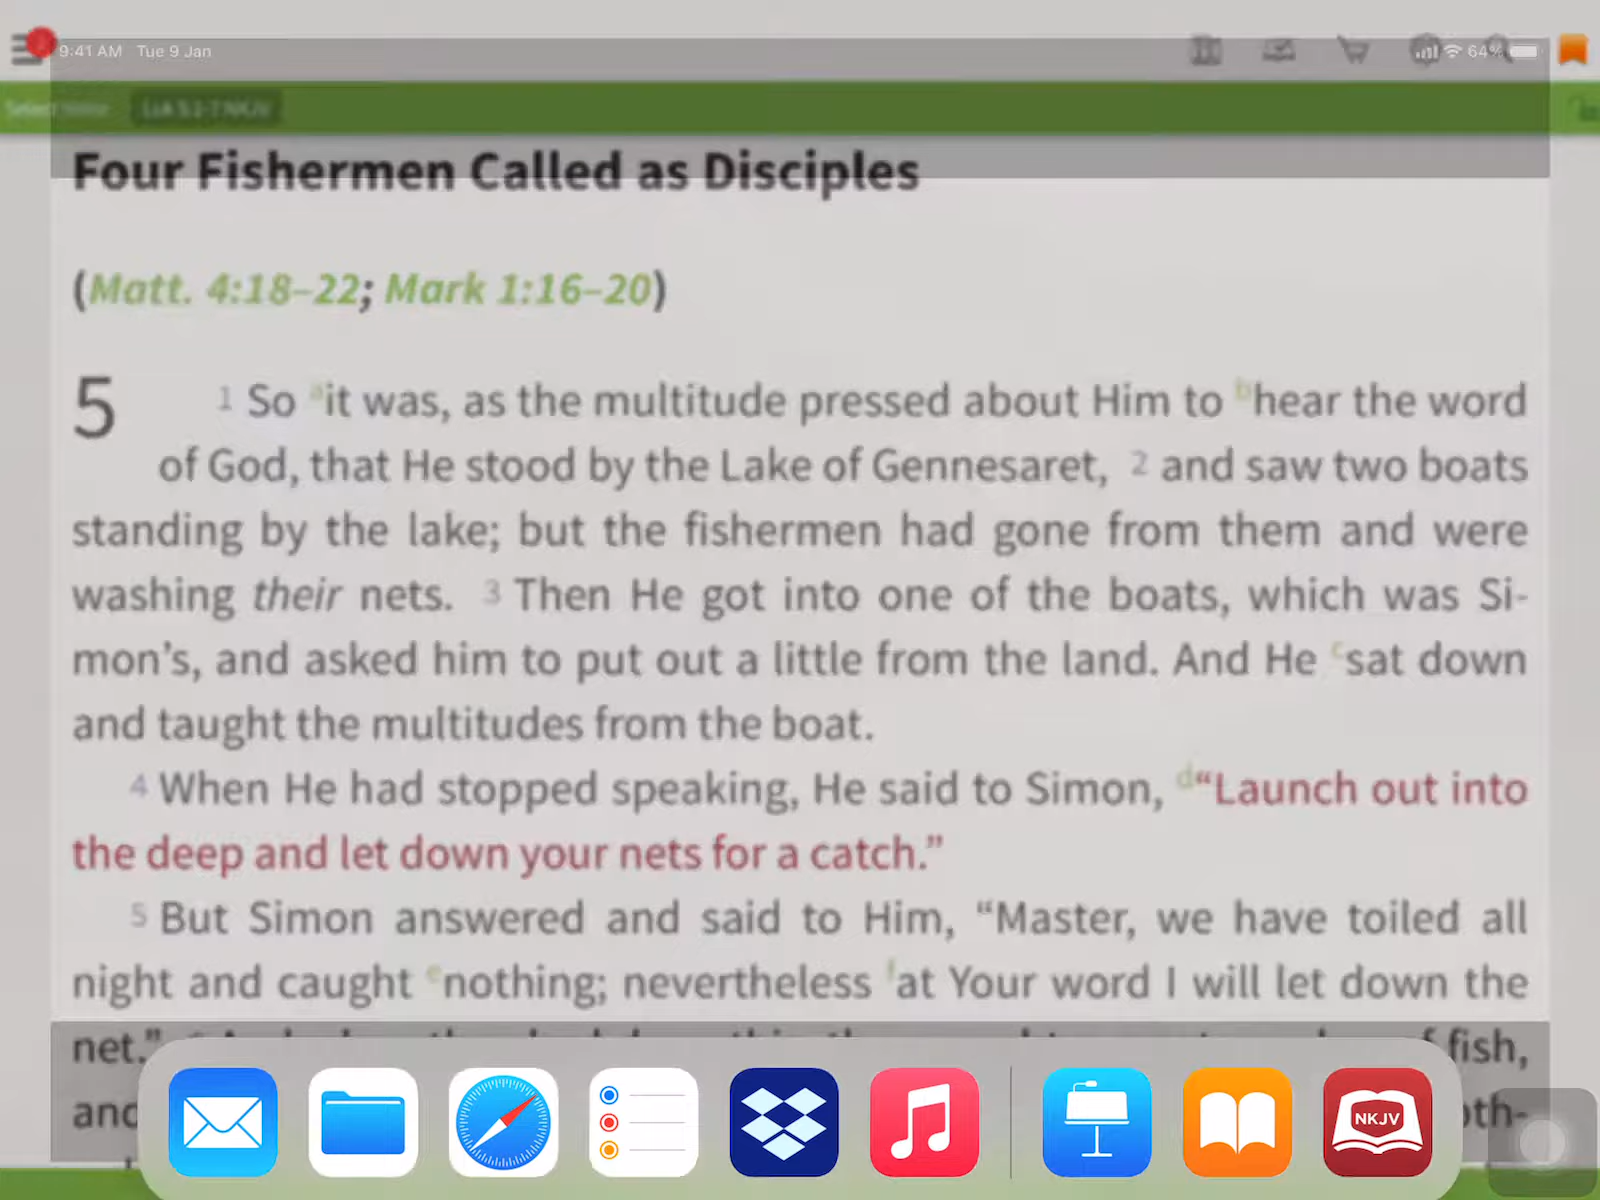 9:41 AM Tue 9 Jan
64%
Luk 5:1-7 NKJV
Four Fishermen Called as Disciples
(Matt. 4:18–22; Mark 1:16–20)
5 1 So a it was, as the multitude pressed about Him to b hear the word
of God, that He stood by the Lake of Gennesaret, 2 and saw two boats
standing by the lake; but the fishermen had gone from them and were
washing their nets. 3 Then He got into one of the boats, which was Si-
mon’s, and asked him to put out a little from the land. And He c sat down
and taught the multitudes from the boat.
4 When He had stopped speaking, He said to Simon, d “Launch out into
the deep and let down your nets for a catch.”
5 But Simon answered and said to Him, “Master, we have toiled all
night and caught e nothing; nevertheless f at Your word I will let down the
net.” fish,
and oth-
NKJV